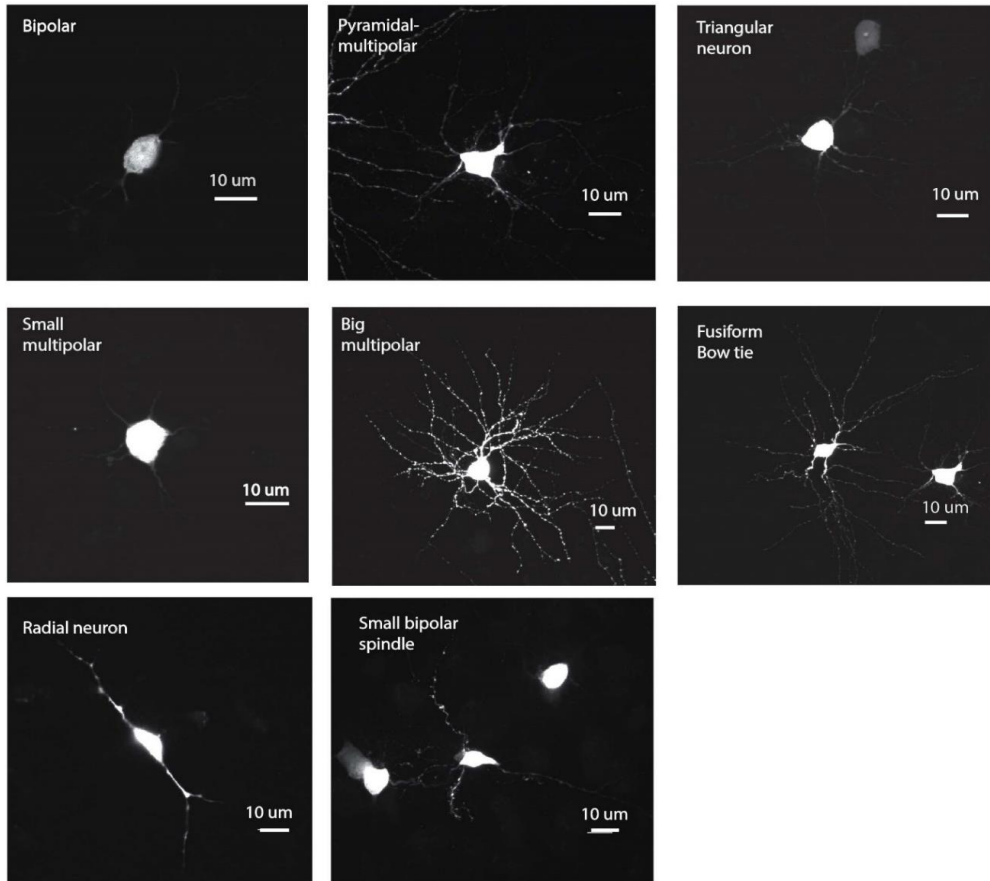 Bipolar
10 um
Pyramidal-
multipolar
10 um
Triangular
neuron
10 um
Small
multipolar
10 um
Big
multipolar
10 um
Fusiform
Bow tie
10 um
Radial neuron
10 um
Small bipolar
spindle
10 um